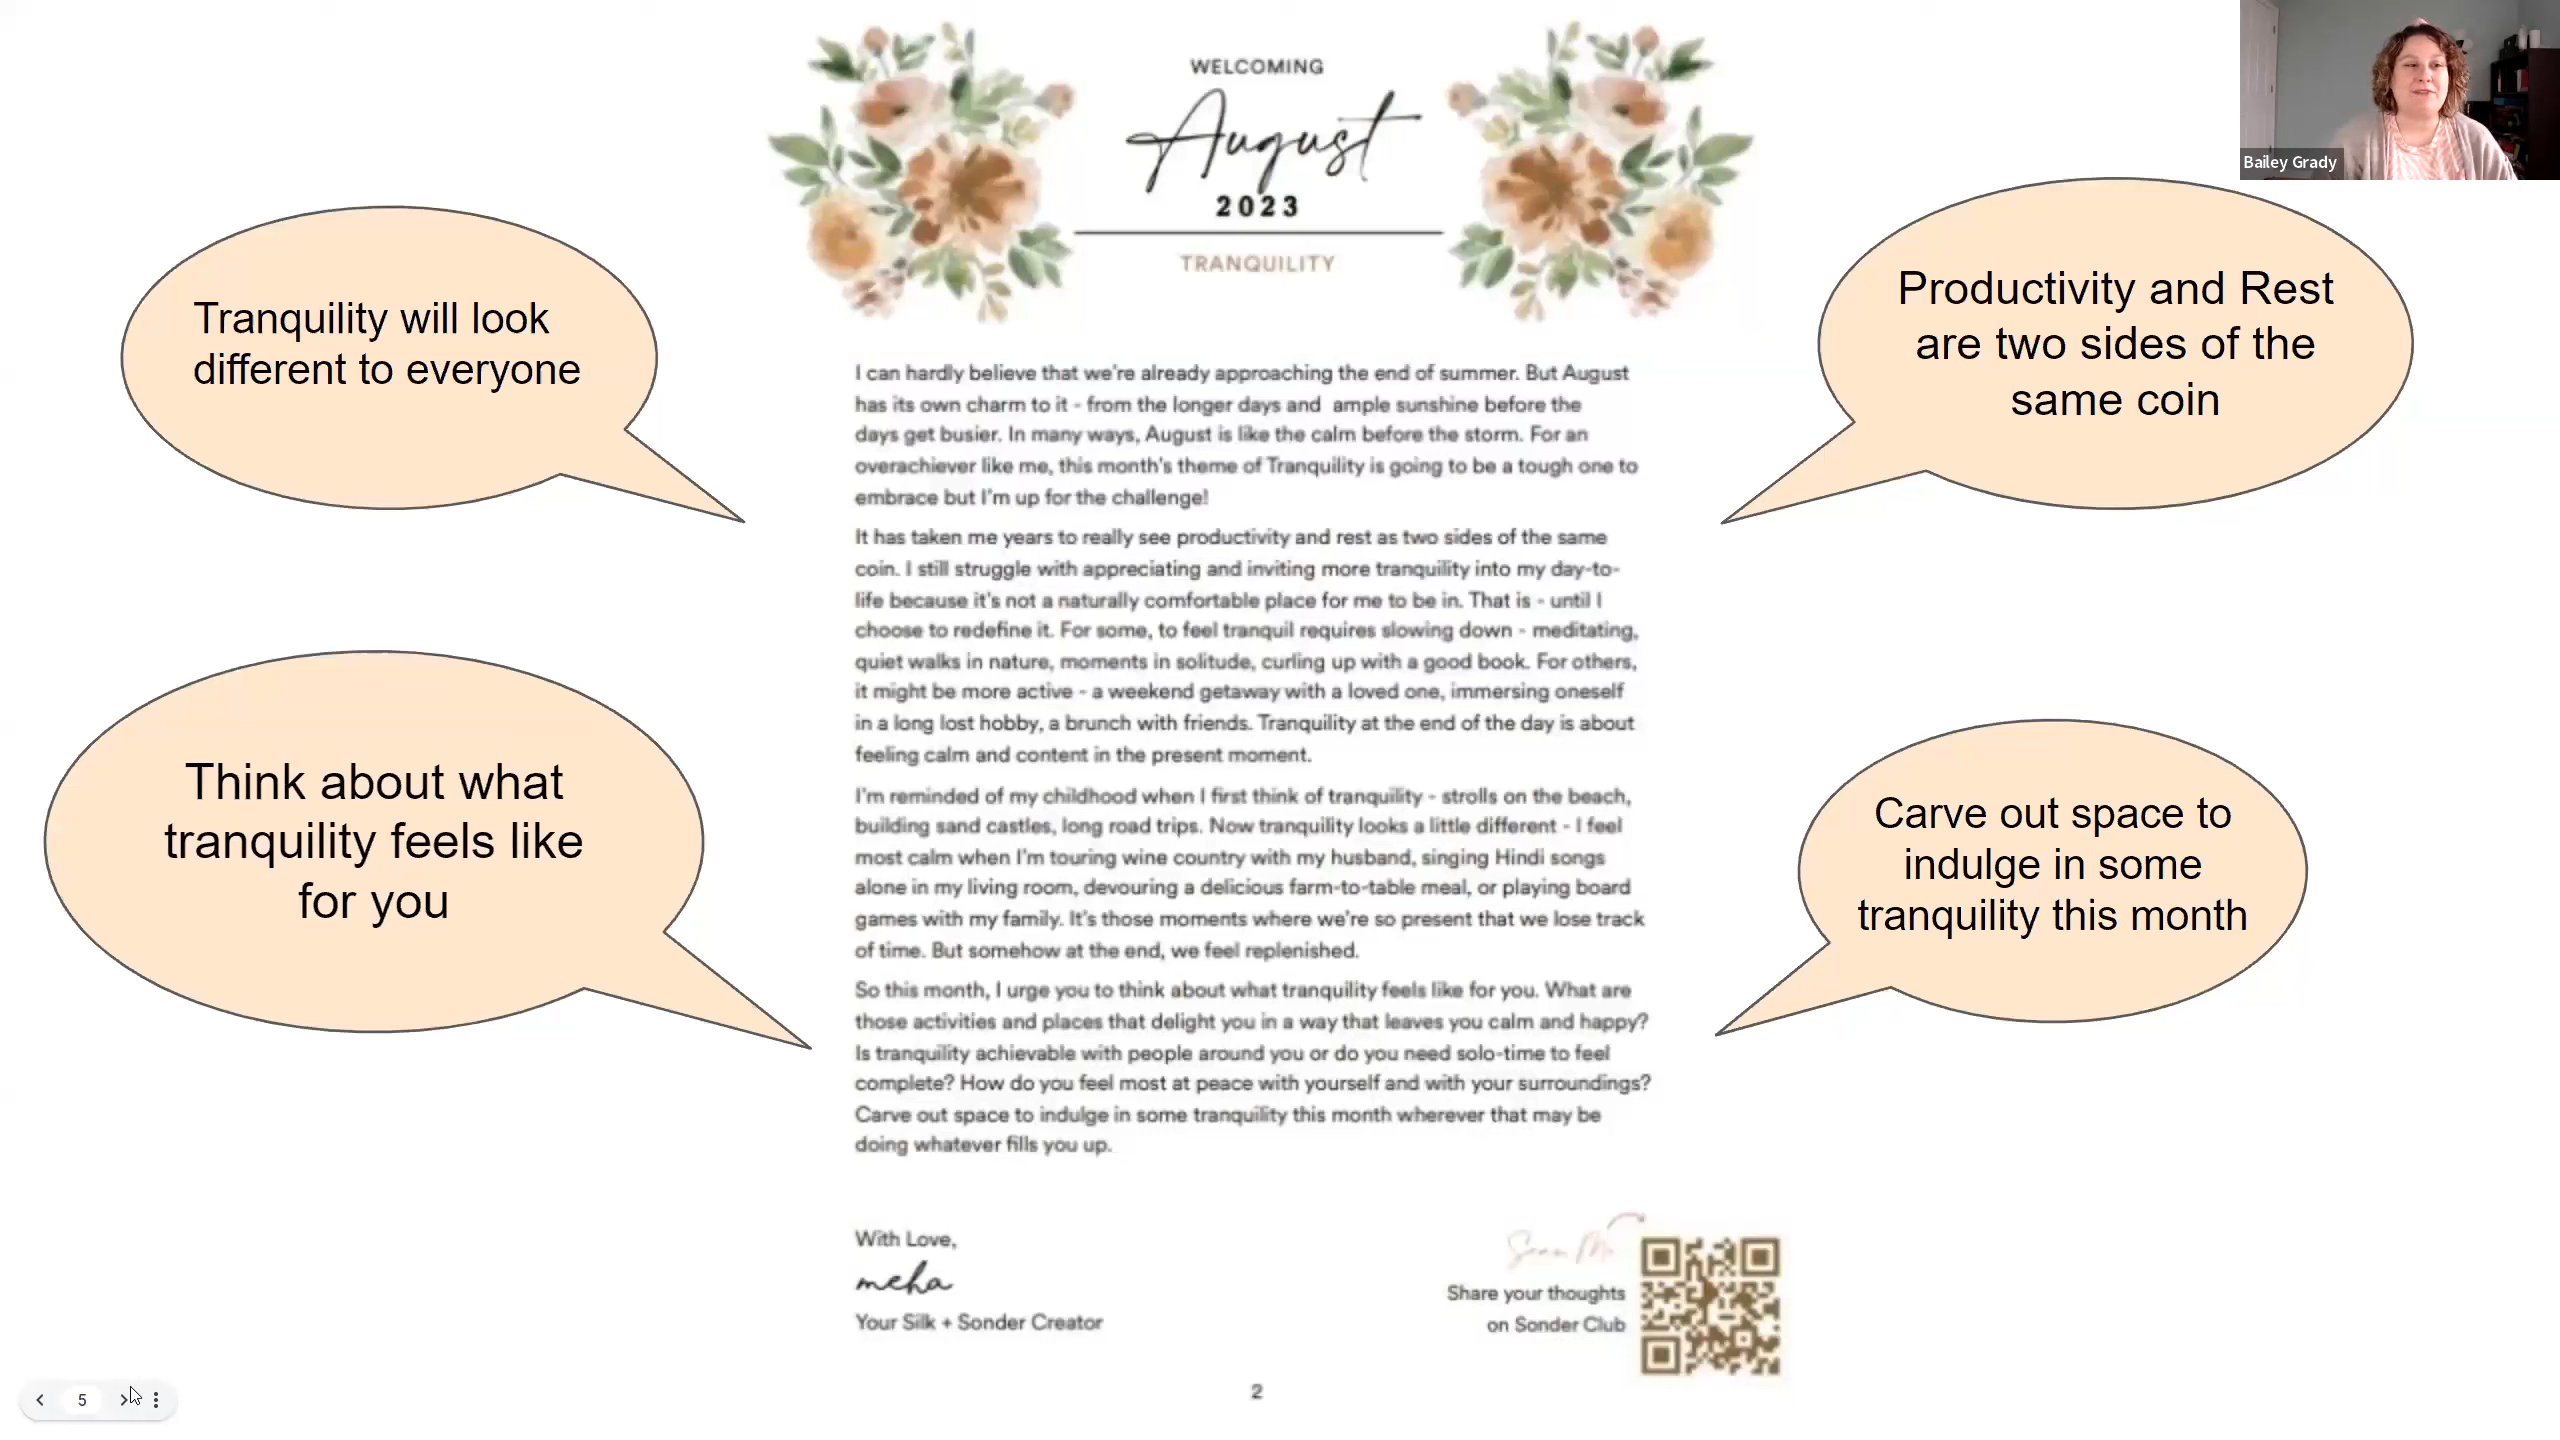 WELCOMING
August
2023
TRANQUILITY
Bailey Grady
Tranquility will look
different to everyone
Productivity and Rest
are two sides of the
same coin
I can hardly believe that we're already approaching the end of summer. But August
has its own charm to it - from the longer days and ample sunshine before the
days get busier. In many ways, August is like the calm before the storm. For an
overachiever like me, this month's theme of Tranquility is going to be a tough one to
embrace but I'm up for the challenge!
It has taken me years to really see productivity and rest as two sides of the same
coin. I still struggle with appreciating and inviting more tranquility into my day-to-
life because it's not a naturally comfortable place for me to be in. That is - until I
choose to redefine it. For some, to feel tranquil requires slowing down - meditating,
quiet walks in nature, moments in solitude, curling up with a good book. For others,
it might be more active - a weekend getaway with a loved one, immersing oneself
in a long lost hobby, a brunch with friends. Tranquility at the end of the day is about
feeling calm and content in the present moment.
I'm reminded of my childhood when I first think of tranquility - strolls on the beach,
building sand castles, long road trips. Now tranquility looks a little different - I feel
most calm when I'm touring wine country with my husband, singing Hindi songs
alone in my living room, devouring a delicious farm-to-table meal, or playing board
games with my family. It's those moments where we're so present that we lose track
of time. But somehow at the end, we feel replenished.
So this month, I urge you to think about what tranquility feels like for you. What are
those activities and places that delight you in a way that leaves you calm and happy?
Is tranquility achievable with people around you or do you need solo-time to feel
complete? How do you feel most at peace with yourself and with your surroundings?
Carve out space to indulge in some tranquility this month wherever that may be
doing whatever fills you up.
Think about what
tranquility feels like
for you
Carve out space to
indulge in some
tranquility this month
With Love,
meha
Your Silk + Sonder Creator
Scan Me
Share your thoughts
on Sonder Club
2
5